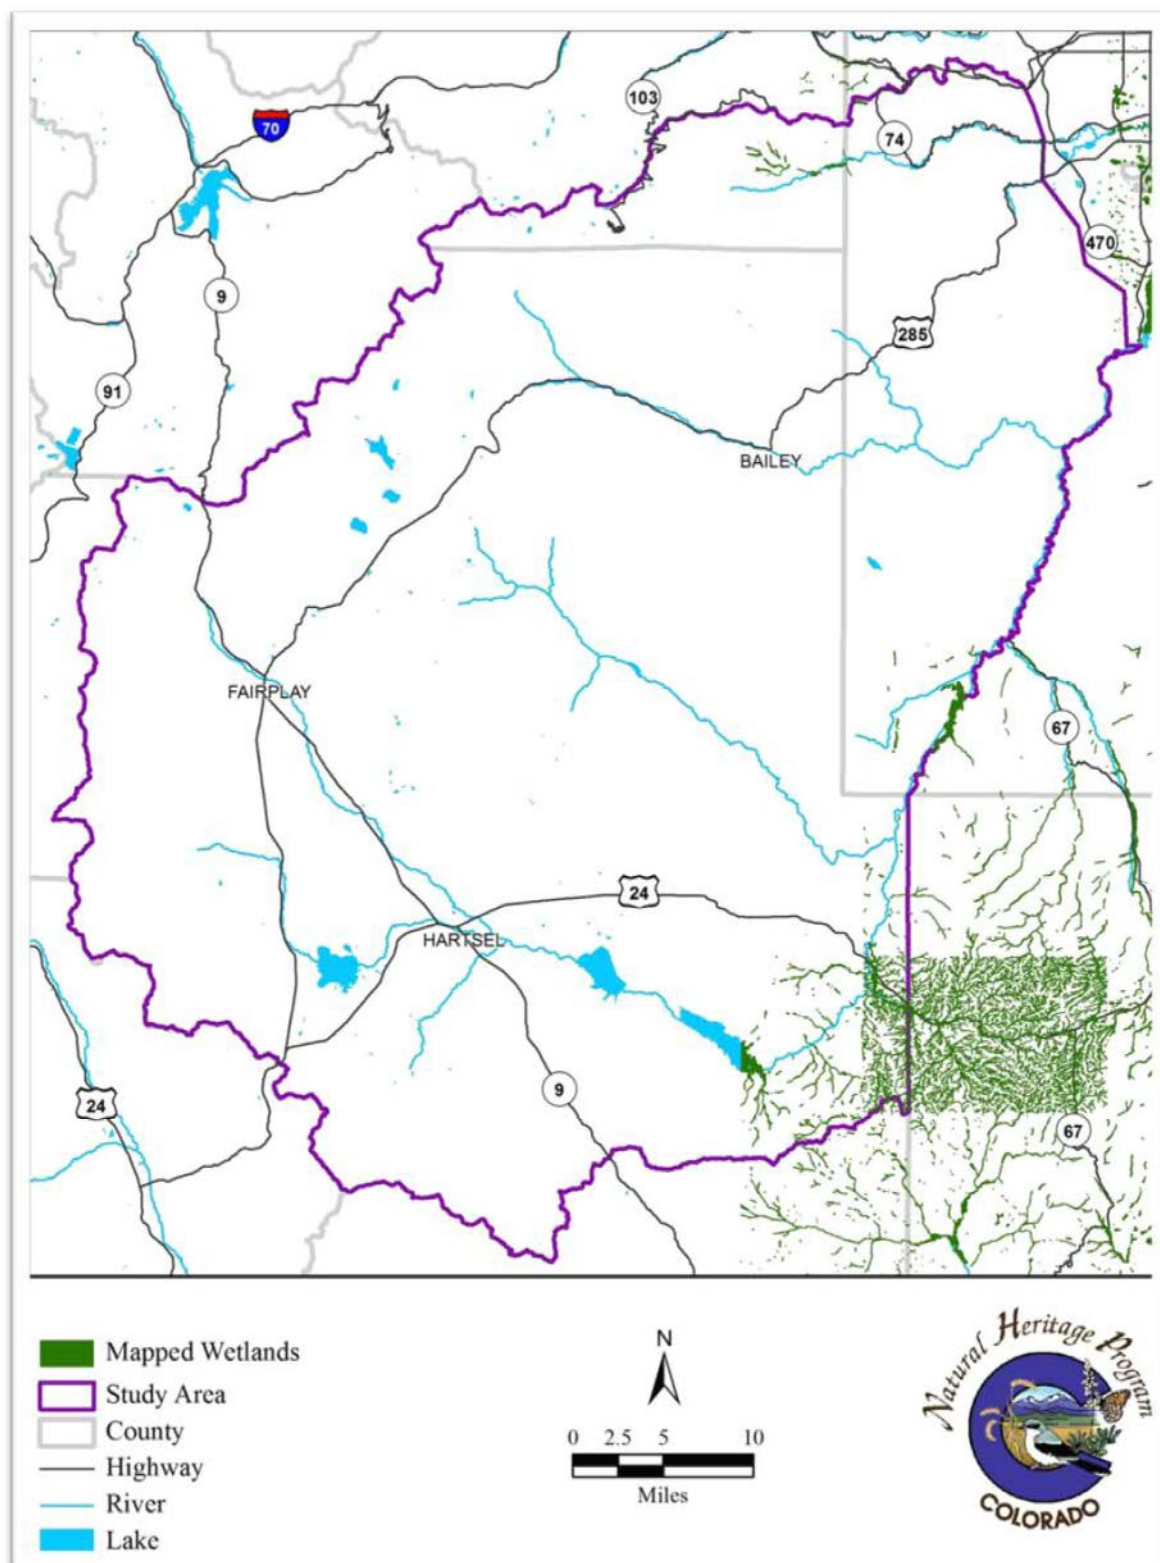 103
70
74
470
9
285
91
BAILEY
FAIRPLAY
67
24
HARTSEL
9
24
67
Mapped Wetlands
Study Area
County
Highway
River
Lake
N
0 2.5 5 10
Miles
Natural Heritage Program
COLORADO